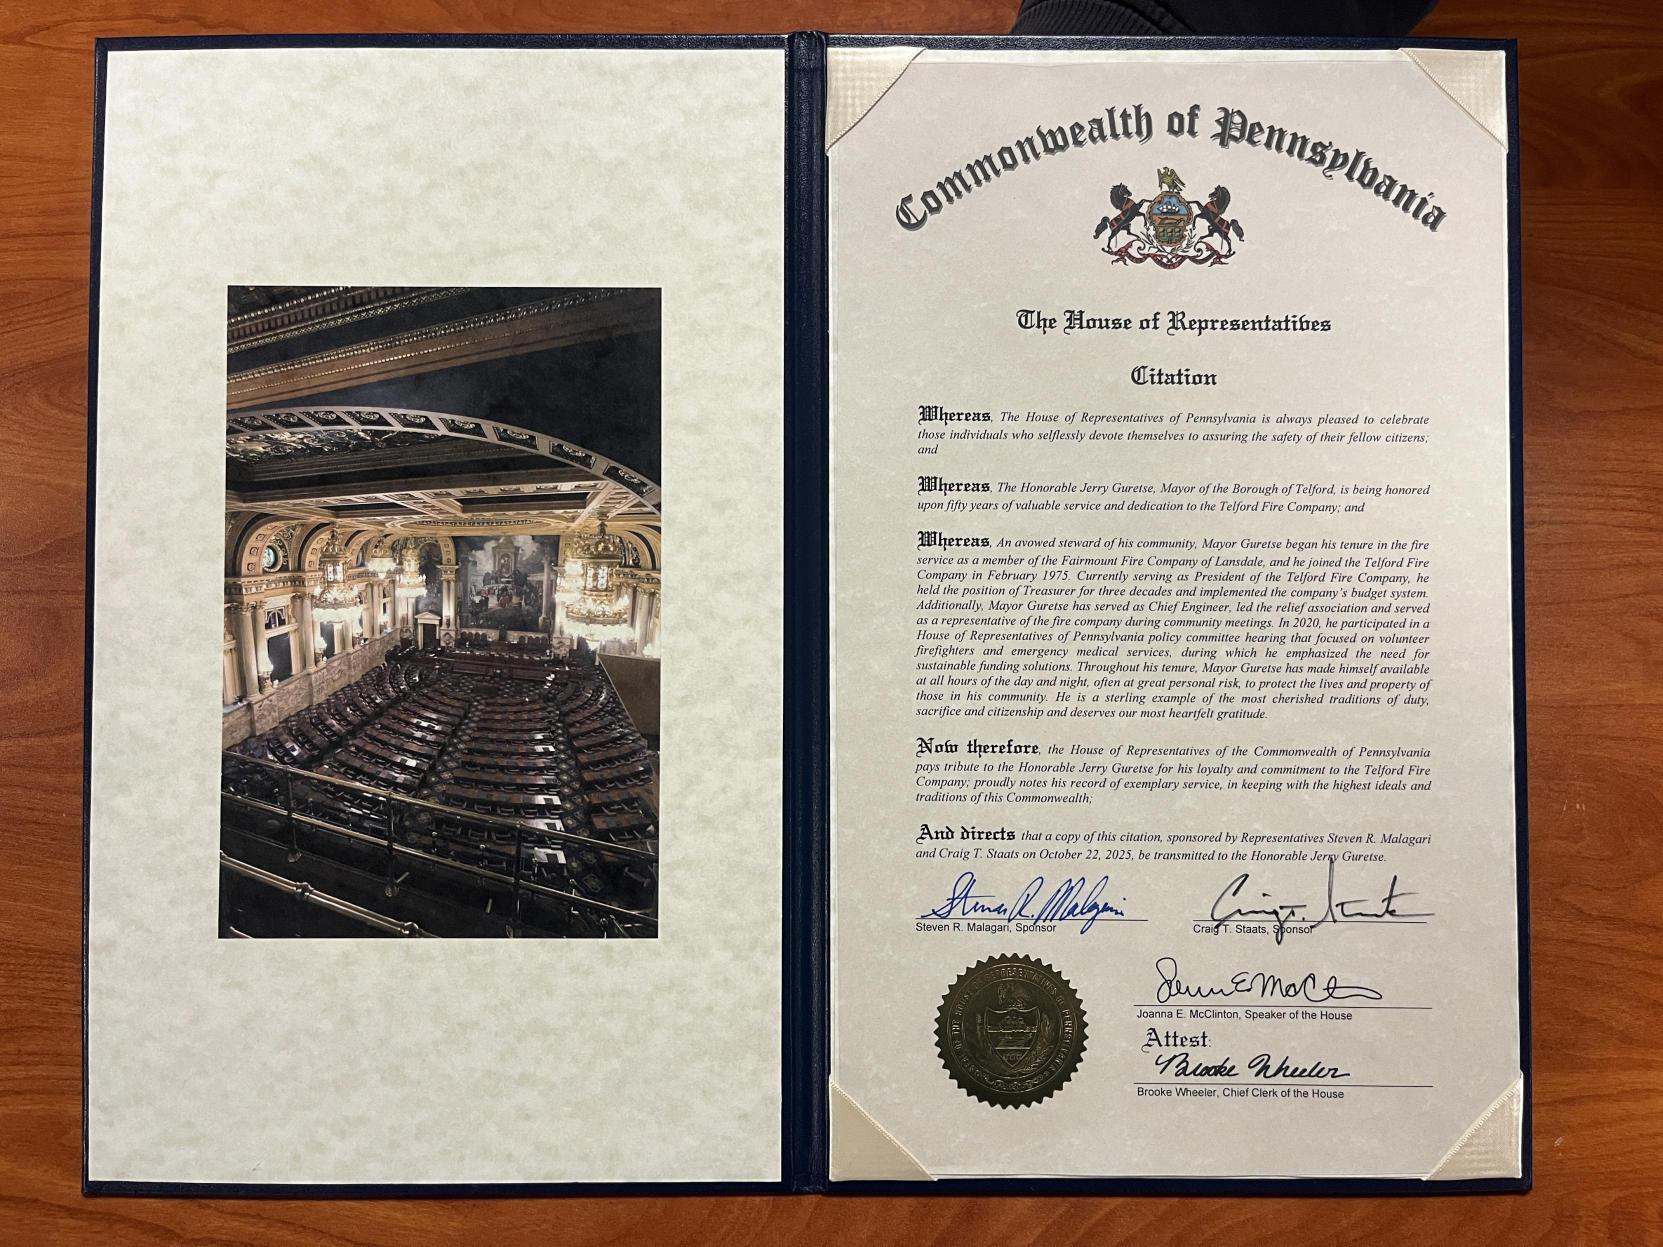 Commonwealth of Pennsylvania
The House of Representatives
Citation
Whereas, The House of Representatives of Pennsylvania is always pleased to celebrate
those individuals who selflessly devote themselves to assuring the safety of their fellow citizens;
and
Whereas, The Honorable Jerry Guretse, Mayor of the Borough of Telford, is being honored
upon fifty years of valuable service and dedication to the Telford Fire Company; and
Whereas, An avowed steward of his community, Mayor Guretse began his tenure in the fire
service as a member of the Fairmount Fire Company of Lansdale, and he joined the Telford Fire
Company in February 1975. Currently serving as President of the Telford Fire Company, he
held the position of Treasurer for three decades and implemented the company's budget system.
Additionally, Mayor Guretse has served as Chief Engineer, led the relief association and served
as a representative of the fire company during community meetings. In 2020, he participated in a
House of Representatives of Pennsylvania policy committee hearing that focused on volunteer
firefighters and emergency medical services, during which he emphasized the need for
sustainable funding solutions. Throughout his tenure, Mayor Guretse has made himself available
at all hours of the day and night, often at great personal risk, to protect the lives and property of
those in his community. He is a sterling example of the most cherished traditions of duty,
sacrifice and citizenship and deserves our most heartfelt gratitude.
Now therefore, the House of Representatives of the Commonwealth of Pennsylvania
pays tribute to the Honorable Jerry Guretse for his loyalty and commitment to the Telford Fire
Company; proudly notes his record of exemplary service, in keeping with the highest ideals and
traditions of this Commonwealth;
And directs that a copy of this citation, sponsored by Representatives Steven R. Malagari
and Craig T. Staats on October 22, 2025, be transmitted to the Honorable Jerry Guretse.
Steven R. Malagari
Steven R. Malagari, Sponsor
Craig T. Staats
Craig T. Staats, Sponsor
Joanna E. McClinton, Speaker of the House
Attest:
Brooke Wheeler
Brooke Wheeler, Chief Clerk of the House
SEAL OF THE HOUSE OF REPRESENTATIVES OF PENNSYLVANIA